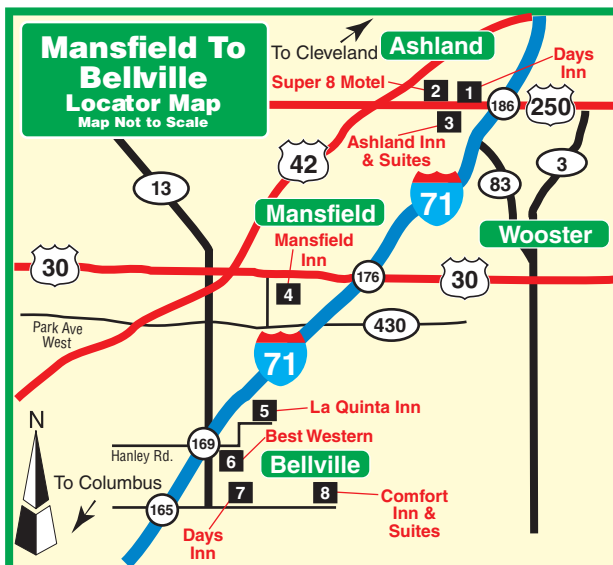 Mansfield To
Bellville
Locator Map
Map Not to Scale
To Cleveland
Ashland
Super 8 Motel
Days
Inn
2
1
186
250
3
Ashland Inn
& Suites
42
13
83
3
71
Mansfield
Wooster
Mansfield
Inn
30
176
30
4
Park Ave
West
430
71
5
La Quinta Inn
169
Best Western
Hanley Rd.
6
Bellville
N
To Columbus
7
8
Comfort
Inn &
Suites
165
Days
Inn